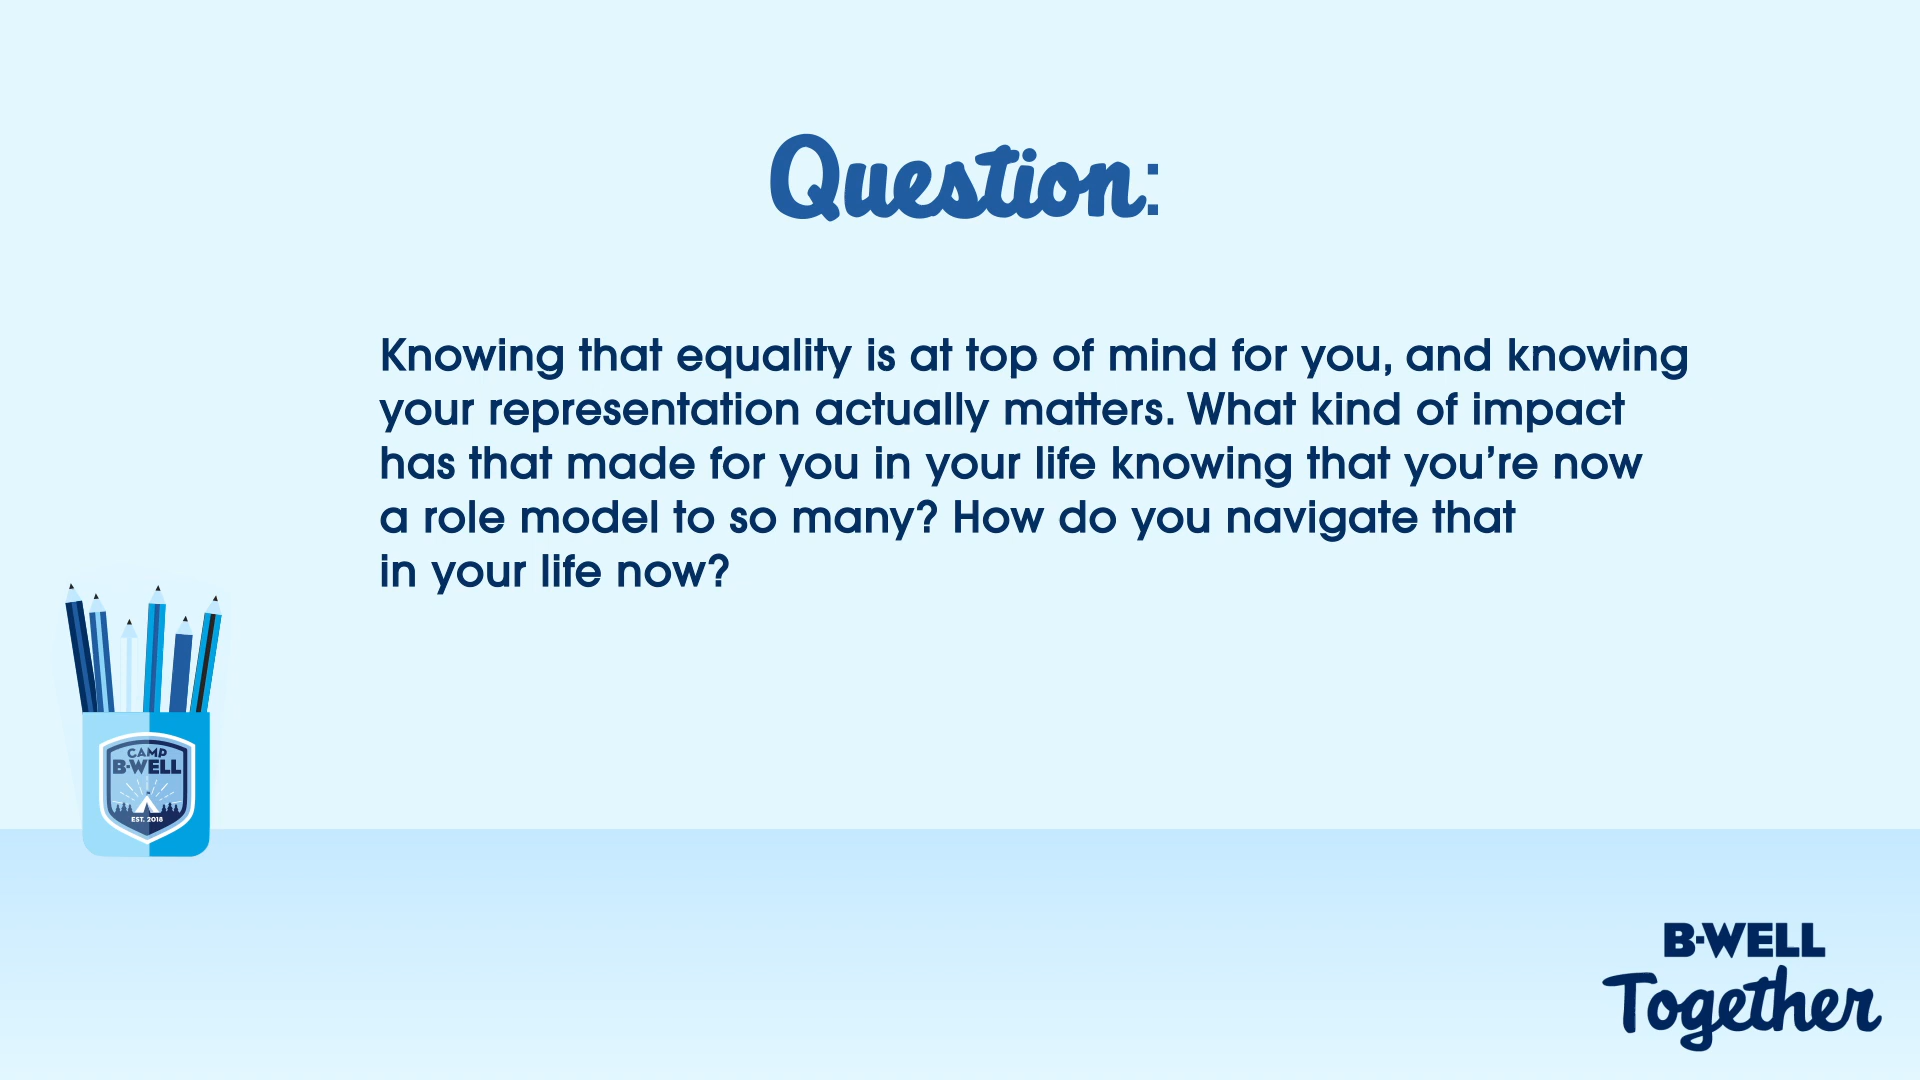 Question:
Knowing that equality is at top of mind for you, and knowing
your representation actually matters. What kind of impact
has that made for you in your life knowing that you’re now
a role model to so many? How do you navigate that
in your life now?
CAMP
B·WELL
EST. 2018
B·WELL
Together